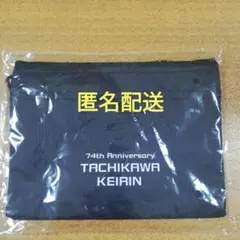 匿名配送
74th Anniversary
TACHIKAWA
KEIRIN